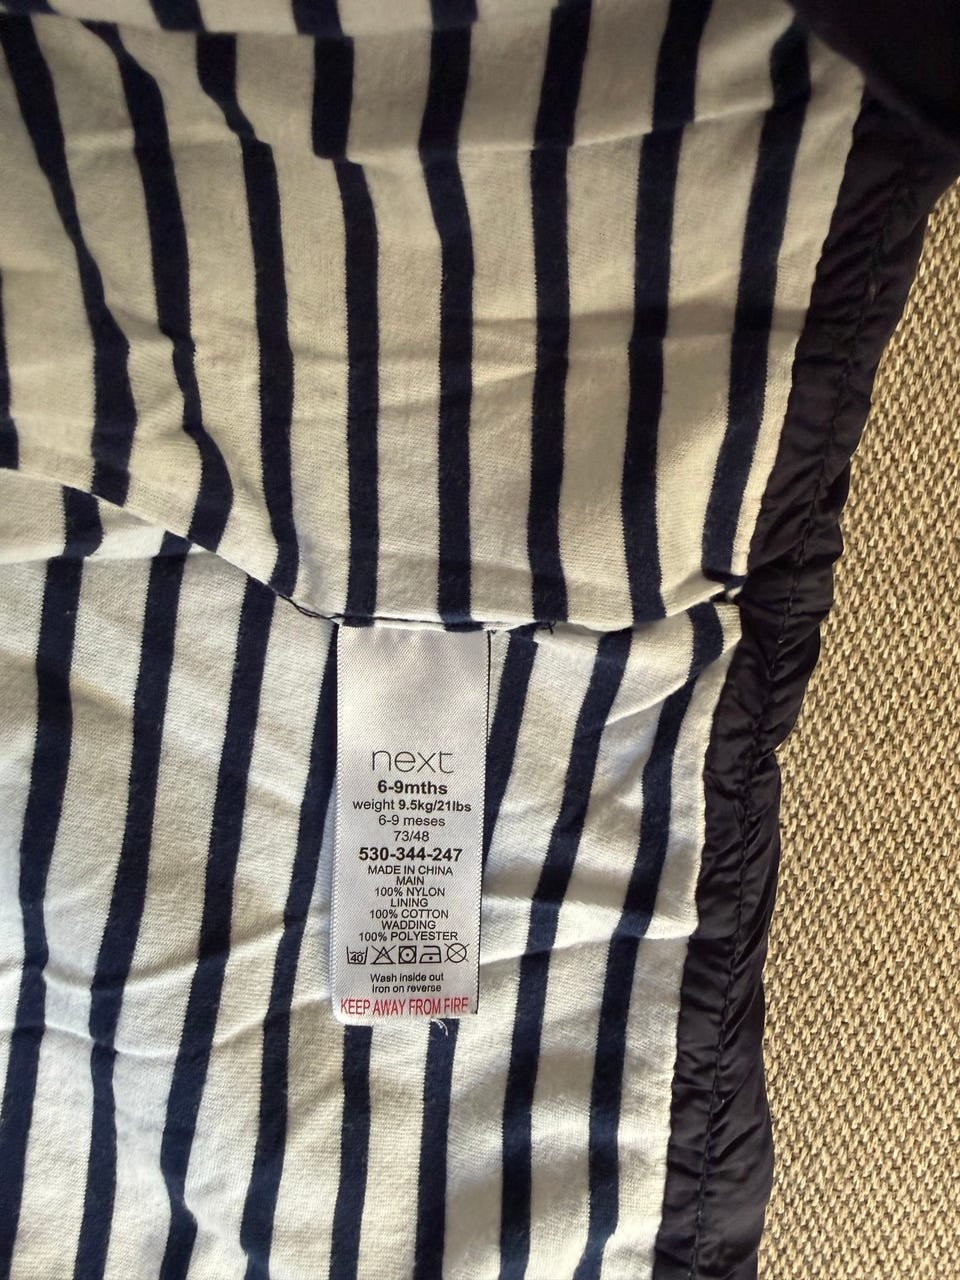 next
6-9mths
weight 9.5kg/21lbs
6-9 meses
73/48
530-344-247
MADE IN CHINA
MAIN
100% NYLON
LINING
100% COTTON
WADDING
100% POLYESTER
40
Wash inside out
Iron on reverse
KEEP AWAY FROM FIRE